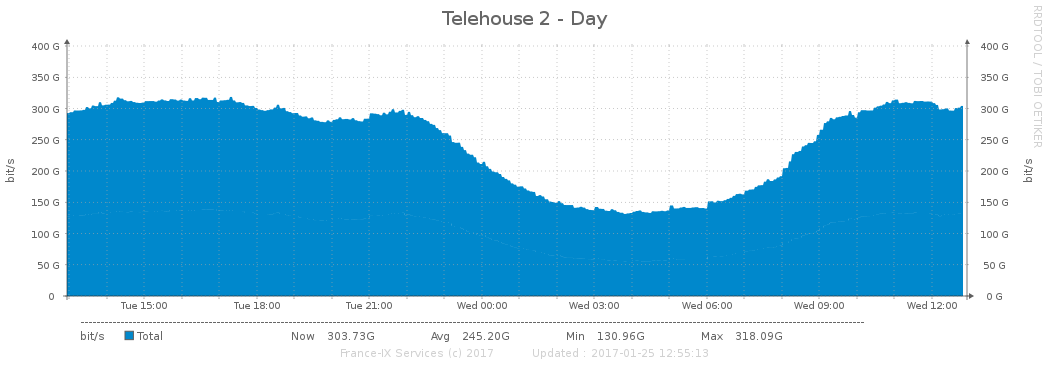 Telehouse 2 - Day
RRDTOOL / TOBI OETIKER
400 G 400 G
350 G 350 G
300 G 300 G
250 G 250 G
200 G 200 G
150 G 150 G
100 G 100 G
50 G 50 G
0 0 G
bit/s bit/s
Tue 15:00 Tue 18:00 Tue 21:00 Wed 00:00 Wed 03:00 Wed 06:00 Wed 09:00 Wed 12:00
bit/s Total Now 303.73G Avg 245.20G Min 130.96G Max 318.09G
France-IX Services (c) 2017 Updated : 2017-01-25 12:55:13